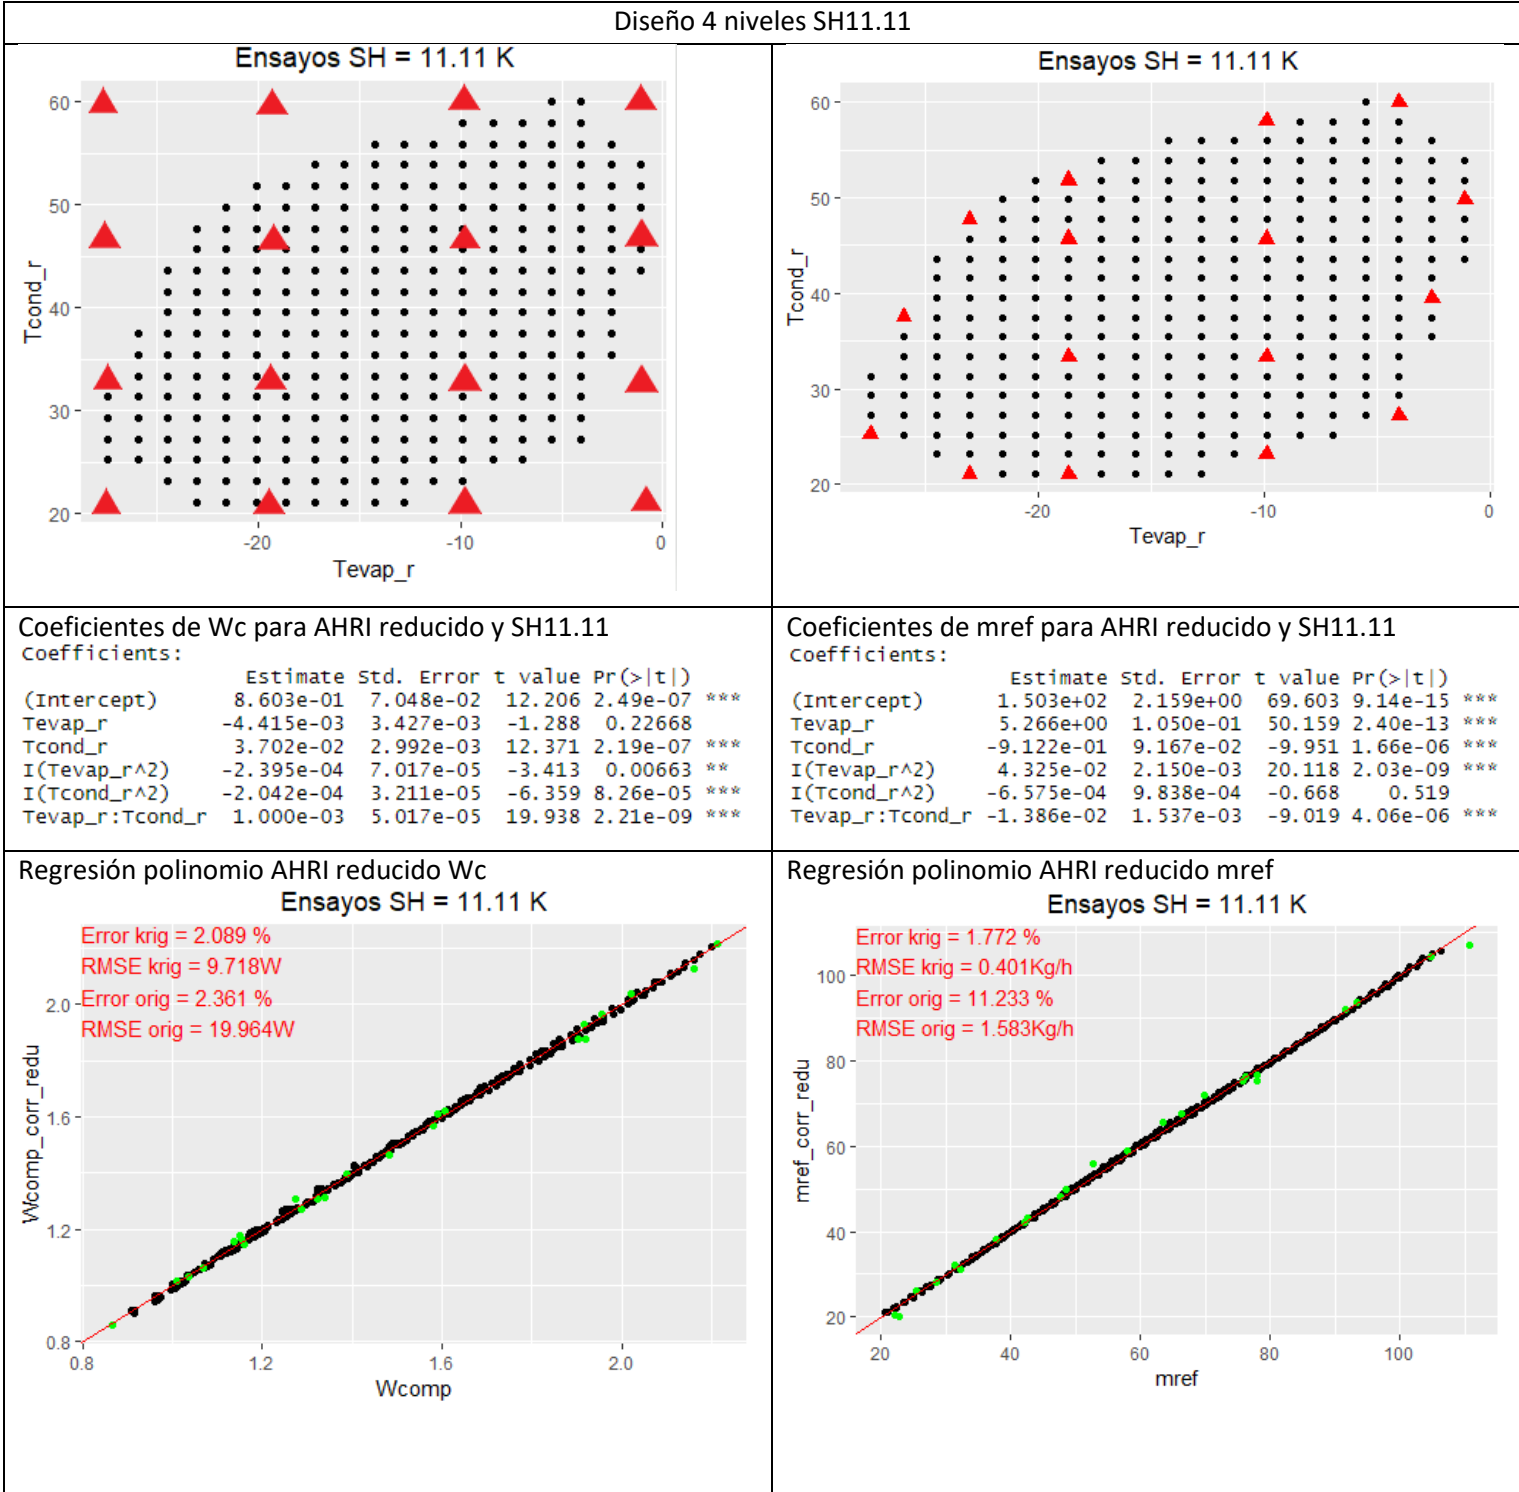 Diseño 4 niveles SH11.11
Ensayos SH = 11.11 K
60
50
40
30
20
Tcond_r
-20
-10
0
Tevap_r
Ensayos SH = 11.11 K
60
50
40
30
20
Tcond_r
-20
-10
0
Tevap_r
Coeficientes de Wc para AHRI reducido y SH11.11
Coefficients:
Estimate Std. Error t value Pr(>|t|)
(Intercept) 8.603e-01 7.048e-02 12.206 2.49e-07 ***
Tevap_r -4.415e-03 3.427e-03 -1.288 0.22668
Tcond_r 3.702e-02 2.992e-03 12.371 2.19e-07 ***
I(Tevap_r^2) -2.395e-04 7.017e-05 -3.413 0.00663 **
I(Tcond_r^2) -2.042e-04 3.211e-05 -6.359 8.26e-05 ***
Tevap_r:Tcond_r 1.000e-03 5.017e-05 19.938 2.21e-09 ***
Coeficientes de mref para AHRI reducido y SH11.11
Coefficients:
Estimate Std. Error t value Pr(>|t|)
(Intercept) 1.503e+02 2.159e+00 69.603 9.14e-15 ***
Tevap_r 5.266e+00 1.050e-01 50.159 2.40e-13 ***
Tcond_r -9.122e-01 9.167e-02 -9.951 1.66e-06 ***
I(Tevap_r^2) 4.325e-02 2.150e-03 20.118 2.03e-09 ***
I(Tcond_r^2) -6.575e-04 9.838e-04 -0.668 0.519
Tevap_r:Tcond_r -1.386e-02 1.537e-03 -9.019 4.06e-06 ***
Regresión polinomio AHRI reducido Wc
Ensayos SH = 11.11 K
Error krig = 2.089 %
RMSE krig = 9.718W
Error orig = 2.361 %
RMSE orig = 19.964W
2.0
1.6
1.2
0.8
Wcomp_corr_redu
0.8
1.2
1.6
2.0
Wcomp
Regresión polinomio AHRI reducido mref
Ensayos SH = 11.11 K
Error krig = 1.772 %
RMSE krig = 0.401Kg/h
Error orig = 11.233 %
RMSE orig = 1.583Kg/h
100
80
60
40
20
mref_corr_redu
20
40
60
80
100
mref